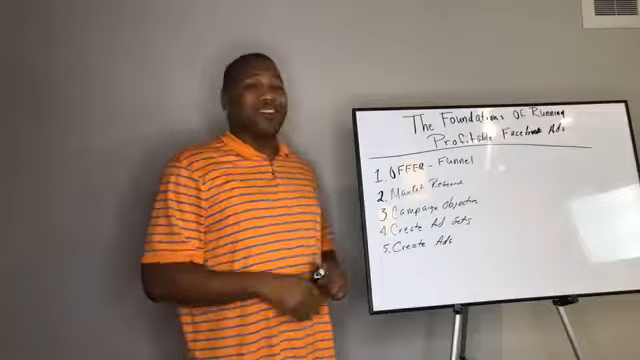 The Foundations Of Running
Profitable Facebook Ads
1. OFFER - Funnel
2. Market Research
3. Campaign Objective
4. Create Ad Sets
5. Create Ads